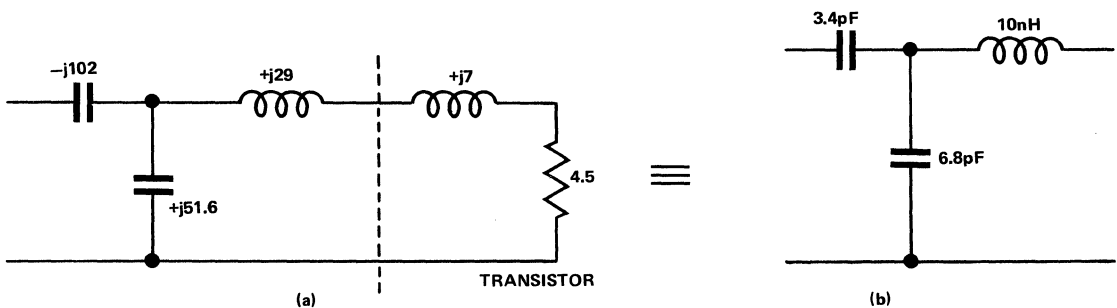 –j102
+j29
+j7
+j51.6
4.5
TRANSISTOR
(a)
3.4pF
10nH
6.8pF
(b)